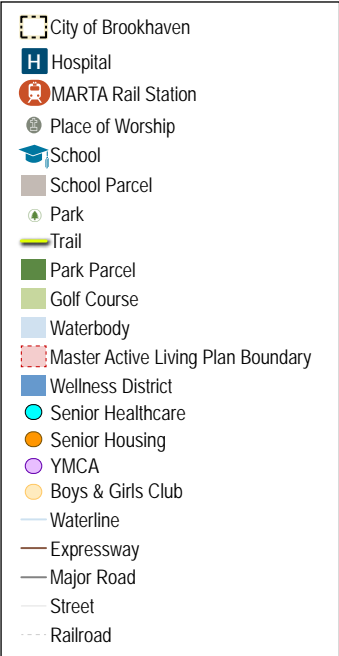 City of Brookhaven
H Hospital
MARTA Rail Station
Place of Worship
School
School Parcel
Park
Trail
Park Parcel
Golf Course
Waterbody
Master Active Living Plan Boundary
Wellness District
Senior Healthcare
Senior Housing
YMCA
Boys & Girls Club
Waterline
Expressway
Major Road
Street
Railroad